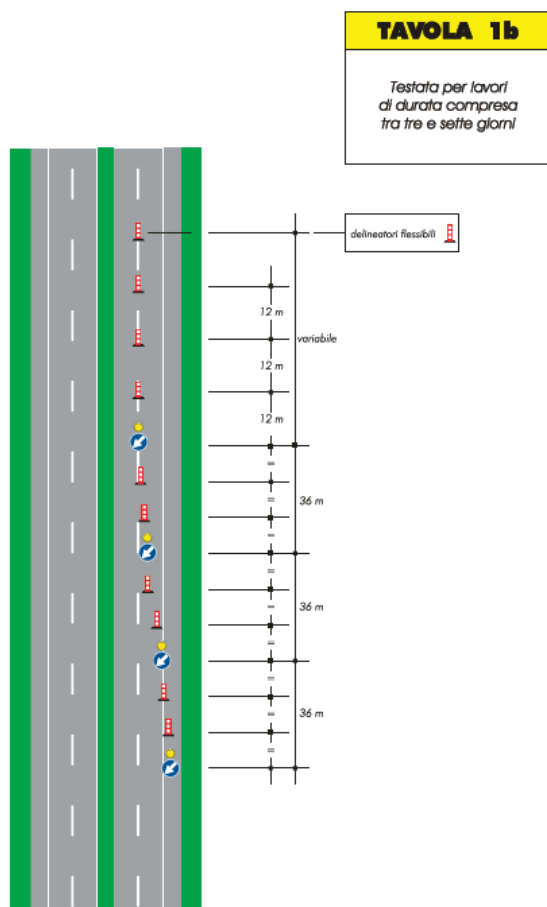 TAVOLA 1b
Testata per lavori
di durata compresa
tra tre e sette giorni
delineatori flessibili
12 m
variabile
12 m
12 m
=
=
36 m
=
=
=
36 m
=
=
=
36 m
=